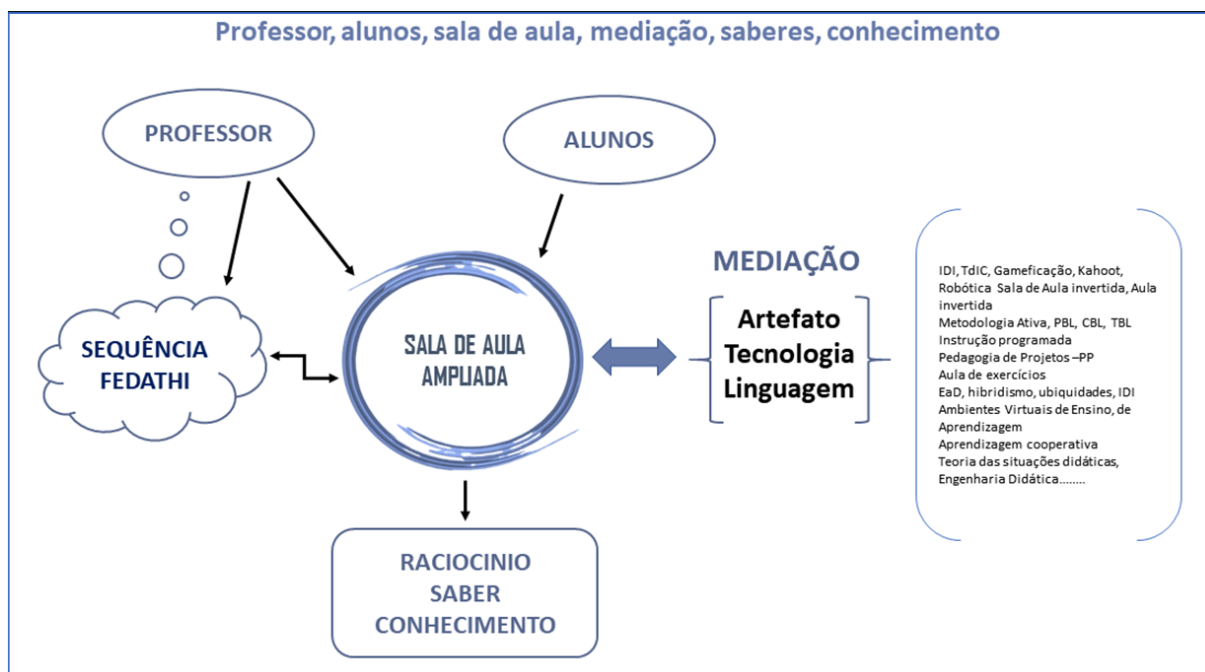 Professor, alunos, sala de aula, mediação, saberes, conhecimento
PROFESSOR
ALUNOS
SEQUÊNCIA
FEDATHI
SALA DE AULA
AMPLIADA
MEDIAÇÃO
Artefato
Tecnologia
Linguagem
IDI, TdIC, Gameficação, Kahoot,
Robótica Sala de Aula invertida, Aula
invertida
Metodologia Ativa, PBL, CBL, TBL
Instrução programada
Pedagogia de Projetos –PP
Aula de exercícios
EaD, hibridismo, ubiquidades, IDI
Ambientes Virtuais de Ensino, de
Aprendizagem
Aprendizagem cooperativa
Teoria das situações didáticas,
Engenharia Didática........
RACIOCINIO
SABER
CONHECIMENTO